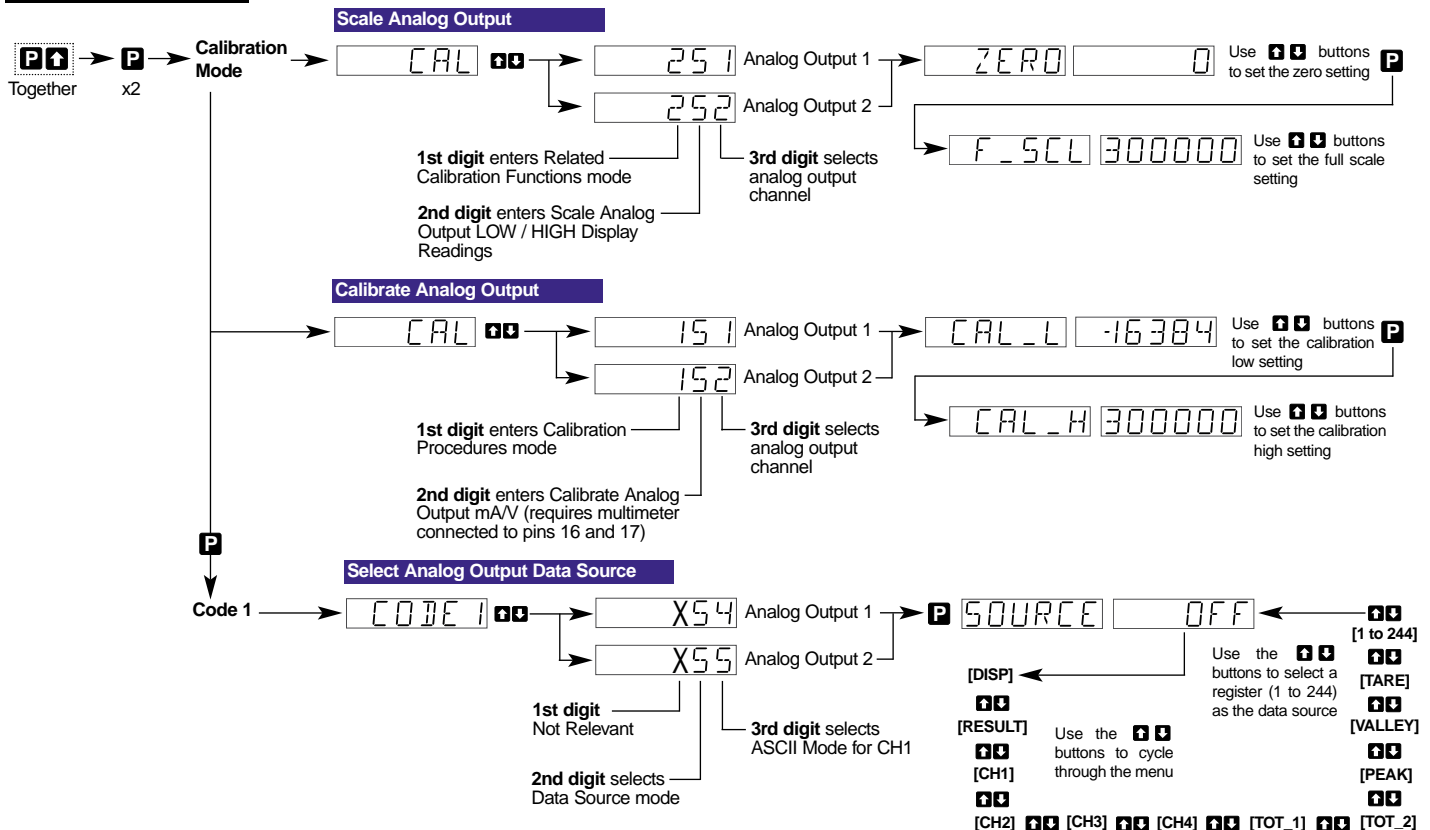 Scale Analog Output
P
Together
P
x2
Calibration
Mode
CAL
251
Analog Output 1
252
Analog Output 2
ZERO
0
Use buttons
to set the zero setting
P
F_SCL
300000
Use buttons
to set the full scale
setting
1st digit enters Related
Calibration Functions mode
3rd digit selects
analog output
channel
2nd digit enters Scale Analog
Output LOW / HIGH Display
Readings
Calibrate Analog Output
CAL
151
Analog Output 1
152
Analog Output 2
CAL_L
-16384
Use buttons
to set the calibration
low setting
P
CAL_H
300000
Use buttons
to set the calibration
high setting
1st digit enters Calibration
Procedures mode
3rd digit selects
analog output
channel
2nd digit enters Calibrate Analog
Output mA/V (requires multimeter
connected to pins 16 and 17)
P
Select Analog Output Data Source
Code 1
CODE1
X54
Analog Output 1
X55
Analog Output 2
P
SOURCE
OFF
1st digit
Not Relevant
3rd digit selects
ASCII Mode for CH1
2nd digit selects
Data Source mode
Use the
buttons to select a
register (1 to 244)
as the data source
Use the
buttons to cycle
through the menu
[DISP]
[RESULT]
[CH1]
[CH2] [CH3] [CH4] [TOT_1] [TOT_2]
[PEAK]
[VALLEY]
[TARE]
[1 to 244]